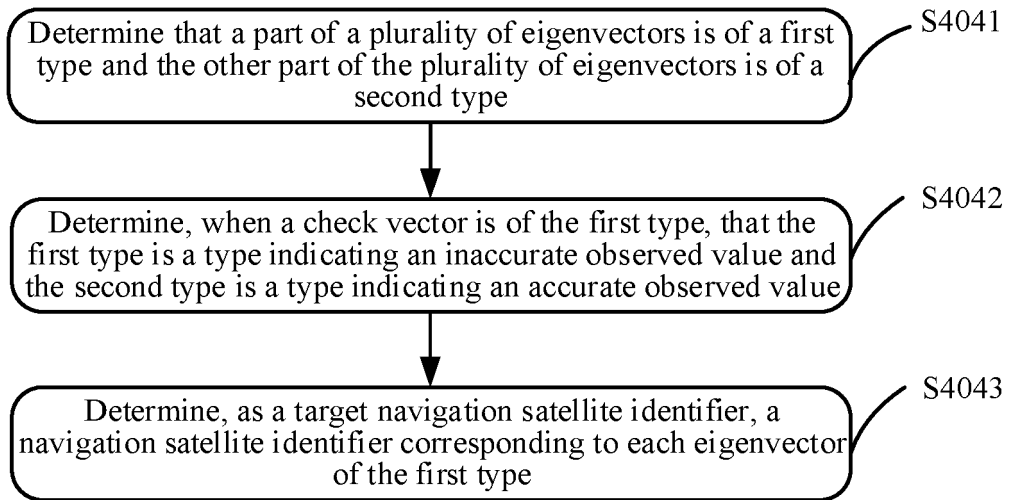 Determine that a part of a plurality of eigenvectors is of a first
type and the other part of the plurality of eigenvectors is of a
second type
S4041
Determine, when a check vector is of the first type, that the
first type is a type indicating an inaccurate observed value and
the second type is a type indicating an accurate observed value
S4042
Determine, as a target navigation satellite identifier, a
navigation satellite identifier corresponding to each eigenvector
of the first type
S4043